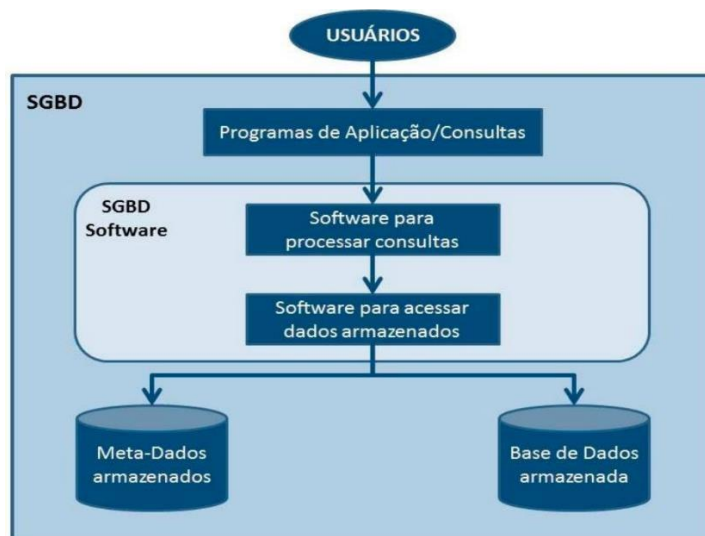 USUÁRIOS
SGBD
Programas de Aplicação/Consultas
SGBD
Software
Software para
processar consultas
Software para acessar
dados armazenados
Meta-Dados
armazenados
Base de Dados
armazenada